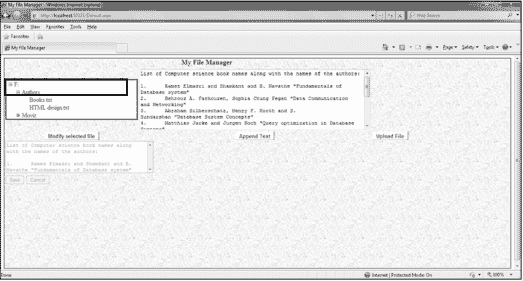 My File Manager - Windows Internet Explorer
http://localhost:
/Default.aspx
File Edit View Favorites Tools Help
Favorites
My File Manager
Page Safety Tools
My File Manager
List of Computer science book names along with the names of the authors:
1. Ramez Elmasri and Shamkant and B. Navathe "Fundamentals of
Database system"
2. Behrouz A. Farhouzen, Sophia Chung Fegan "Data Communication
and Networking"
3. Abraham Silberschatz, Henry F. Korth and S.
Sundarshan "Database System Concepts"
4. Matthias Jarke and Jurgen Koch "Query optimization in Database
F:
Authors
Books.txt
HTML design.txt
Movie
Modify selected file
Append Text
Upload File
List of Computer science book names along
with the names of the authors:
1. Ramez Elmasri and Shamkant and B.
Navathe "Fundamentals of Database system"
Save Cancel
Done
Internet | Protected Mode: On
100%